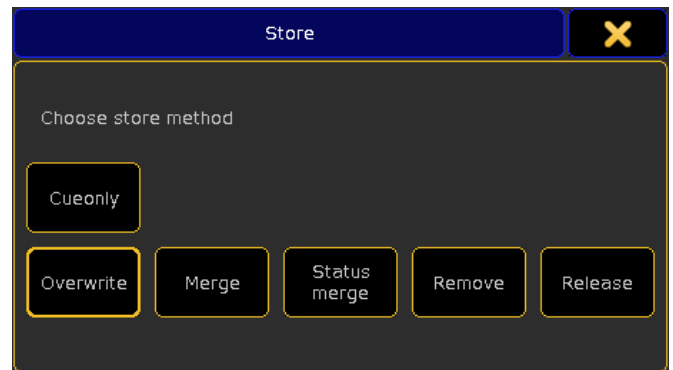 Store
Choose store method
Cueonly
Overwrite
Merge
Status
merge
Remove
Release